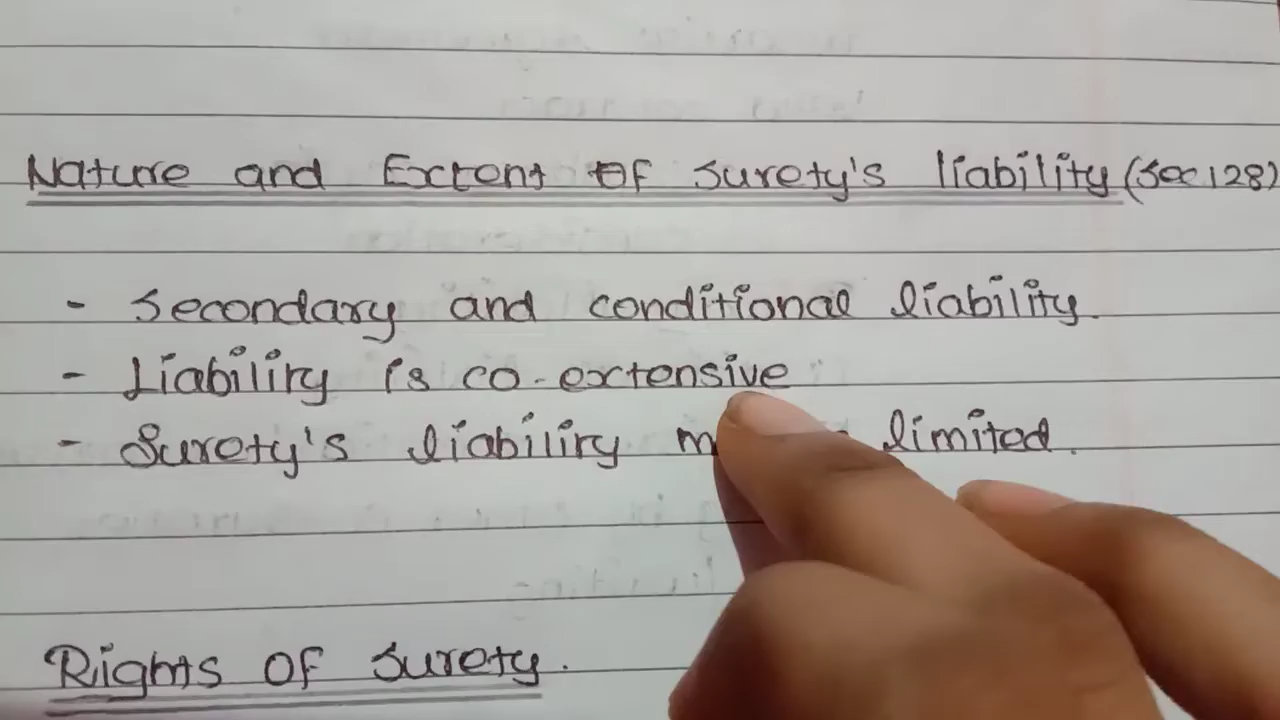 Nature and Extent OF Surety's liability (Sec 128)
- Secondary and conditional liability.
- Liability is co-extensive
- Surety's liability limited.
Rights OF Surety.